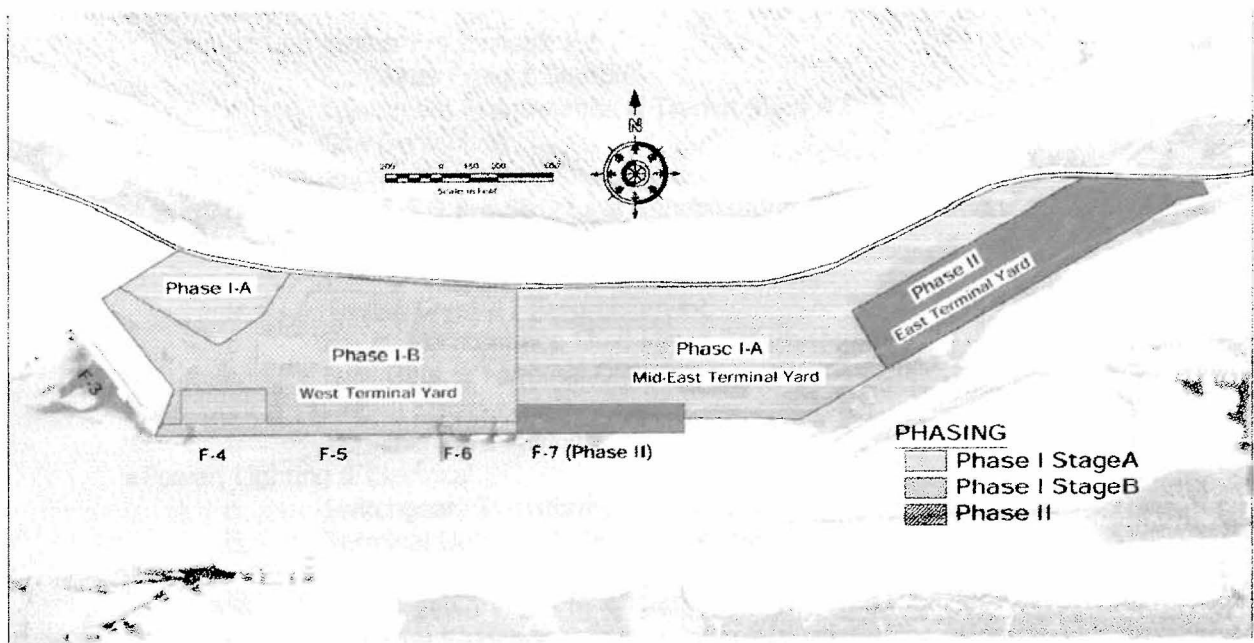 N
Scale in Feet
Phase I-A
Phase I-B
West Terminal Yard
Phase I-A
Mid-East Terminal Yard
Phase II
East Terminal Yard
F-3
F-4
F-5
F-6
F-7 (Phase II)
PHASING
Phase I StageA
Phase I StageB
Phase II